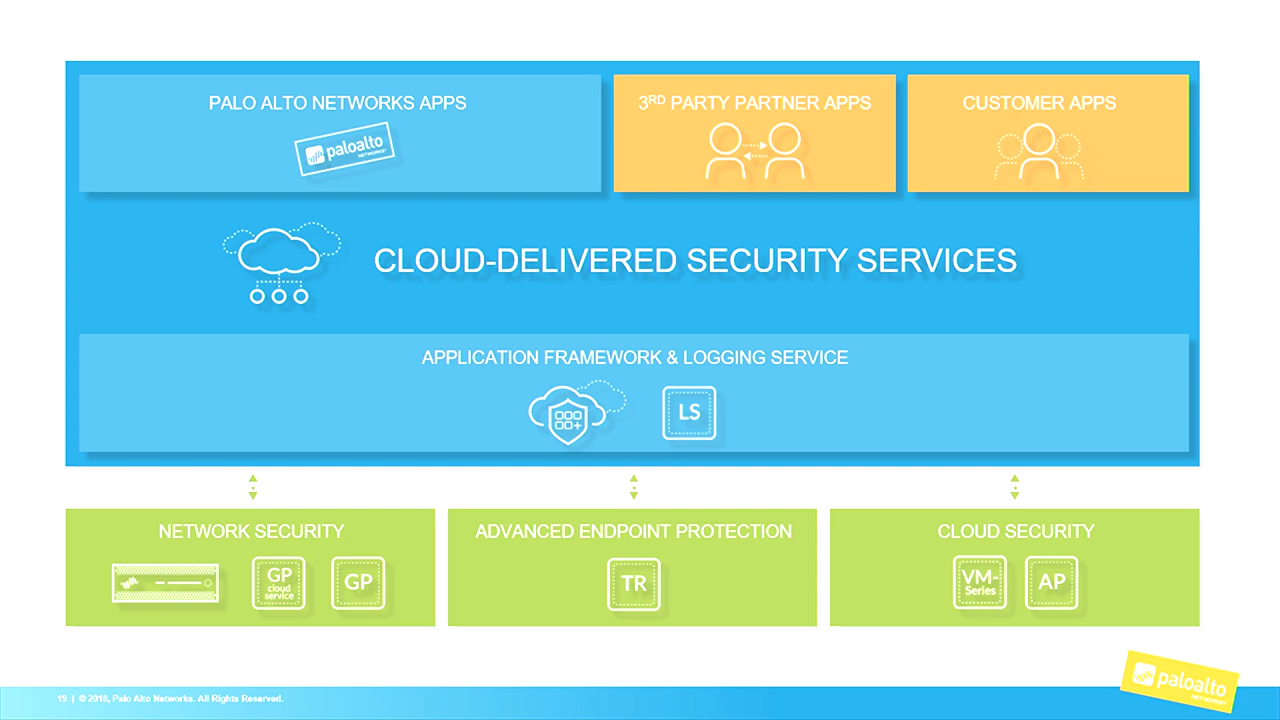 PALO ALTO NETWORKS APPS
paloalto
NETWORKS
3RD PARTY PARTNER APPS
CUSTOMER APPS
CLOUD-DELIVERED SECURITY SERVICES
APPLICATION FRAMEWORK & LOGGING SERVICE
LS
NETWORK SECURITY
GP
cloud
service
GP
ADVANCED ENDPOINT PROTECTION
TR
CLOUD SECURITY
VM-
Series
AP
19 | © 2018, Palo Alto Networks. All Rights Reserved.
paloalto
NETWORKS